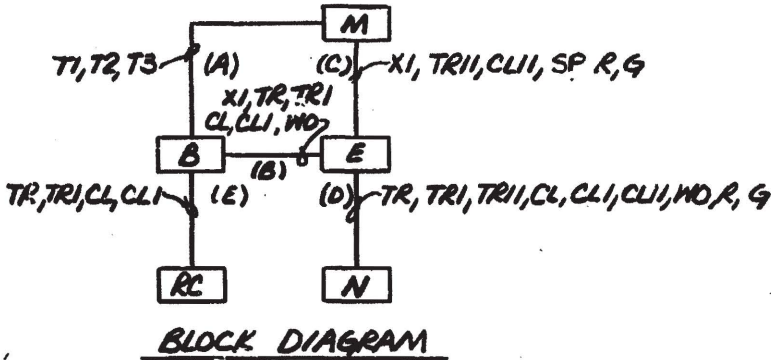 M
T1, T2, T3
(A)
(C)
X1, TR11, CL11, SP R, G
X1, TR, TR1
CL, CL1, WO
B
E
(B)
TR, TR1, CL, CL1
(E)
(D)
TR, TR1, TR11, CL, CL1, CL11, WO, R, G
RC
N
BLOCK DIAGRAM